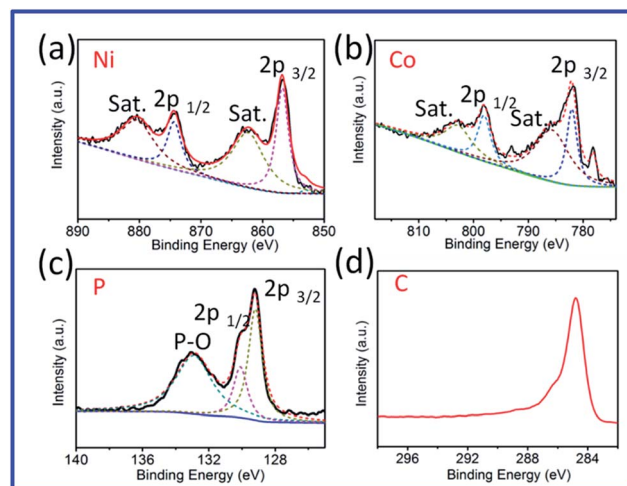 (a)
Ni
Sat.
2p 1/2
Sat.
2p 3/2
Intensity (a.u.)
890 880 870 860 850
Binding Energy (eV)
(b)
Co
Sat.
2p 1/2
Sat.
2p 3/2
Intensity (a.u.)
810 800 790 780
Binding Energy (eV)
(c)
P
P-O
2p 1/2
2p 3/2
Intensity (a.u.)
140 136 132 128
Binding Energy (eV)
(d)
C
Intensity (a.u.)
296 292 288 284
Binding Energy (eV)